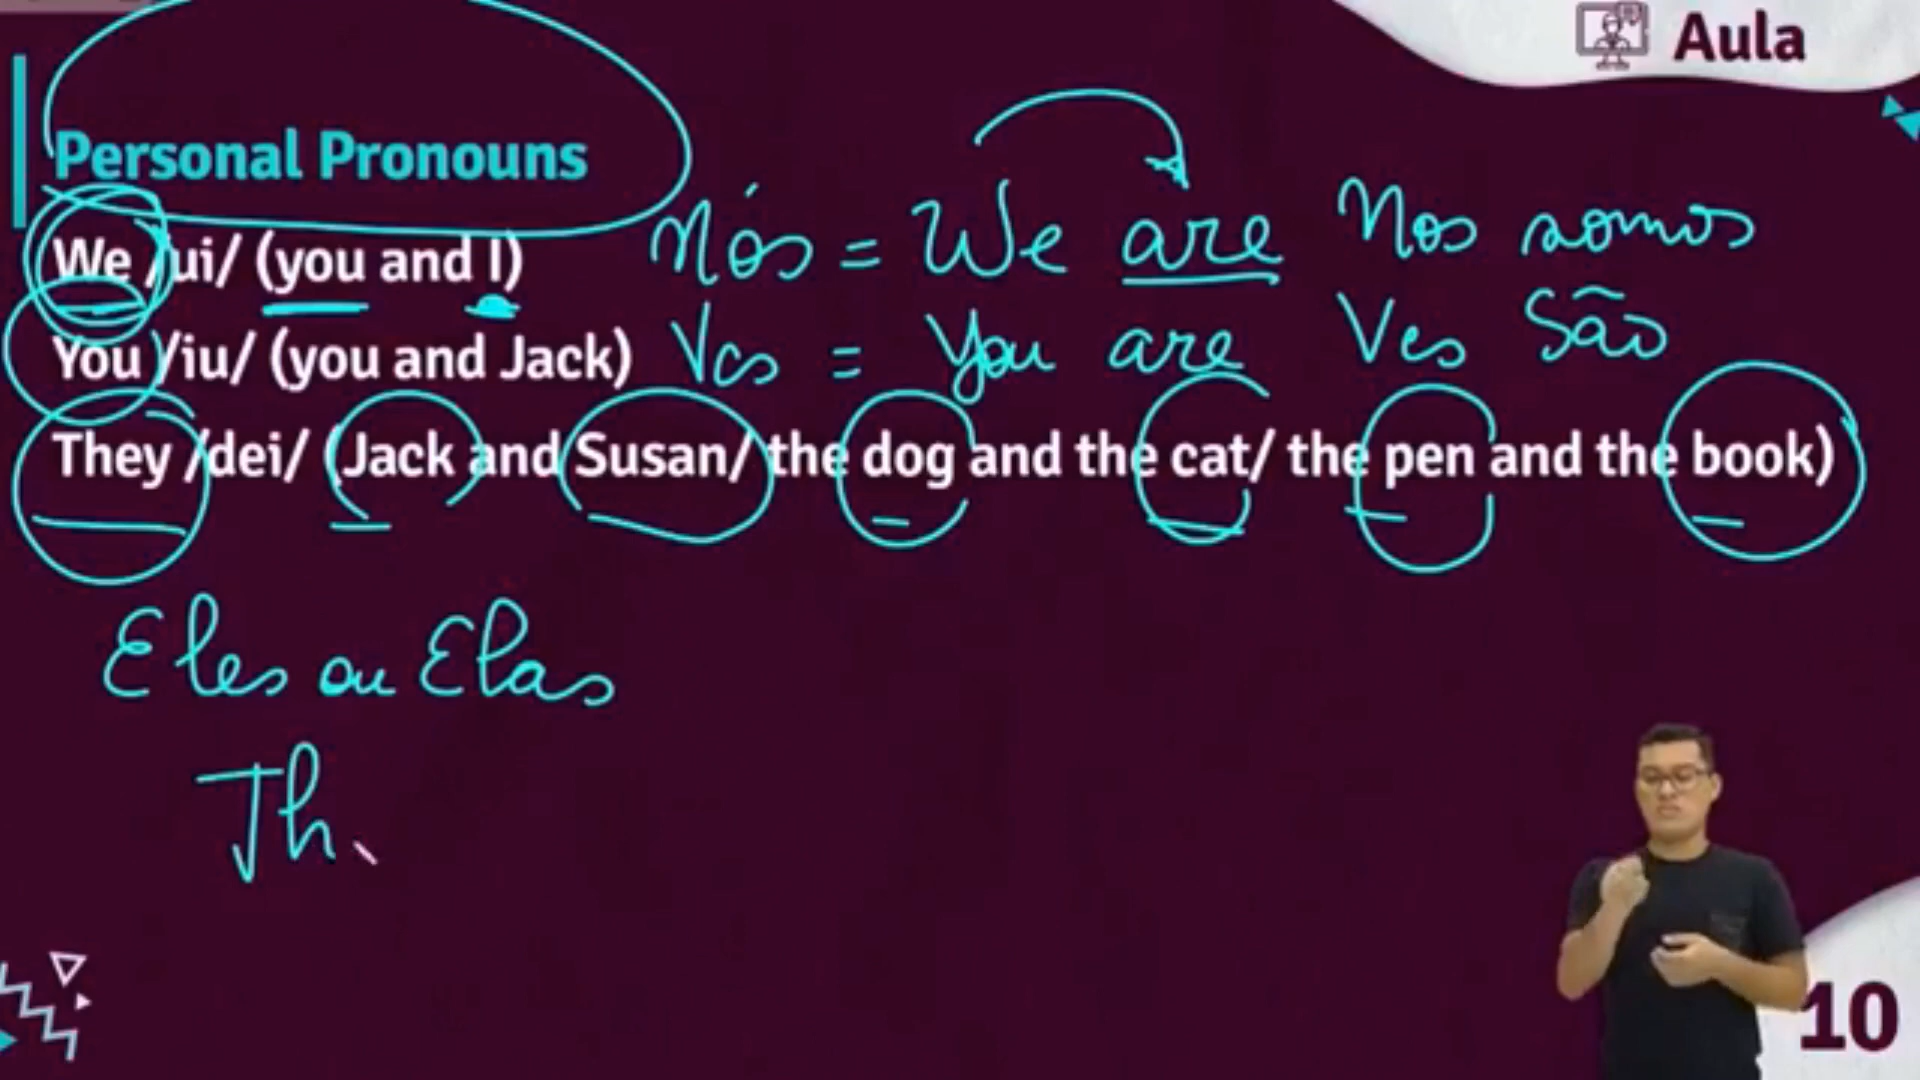 Aula
Personal Pronouns
We /ui/ (you and I) Nós = We are Nos somos
You /iu/ (you and Jack) Vcs = You are Vcs São
They /dei/ (Jack and Susan/ the dog and the cat/ the pen and the book)
Eles ou Elas
Th
10